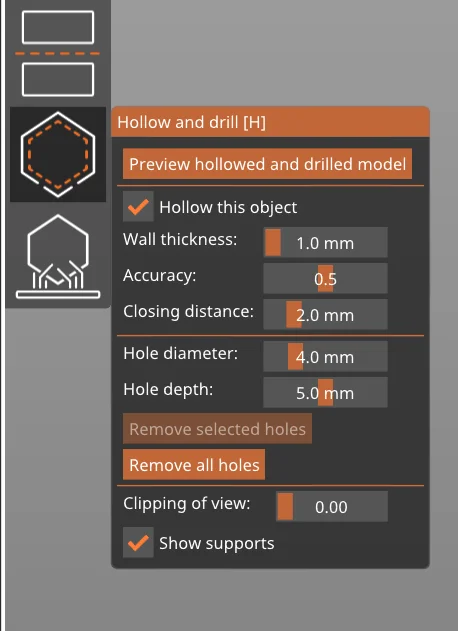 Hollow and drill [H]
Preview hollowed and drilled model
Hollow this object
Wall thickness: 1.0 mm
Accuracy: 0.5
Closing distance: 2.0 mm
Hole diameter: 4.0 mm
Hole depth: 5.0 mm
Remove selected holes
Remove all holes
Clipping of view: 0.00
Show supports